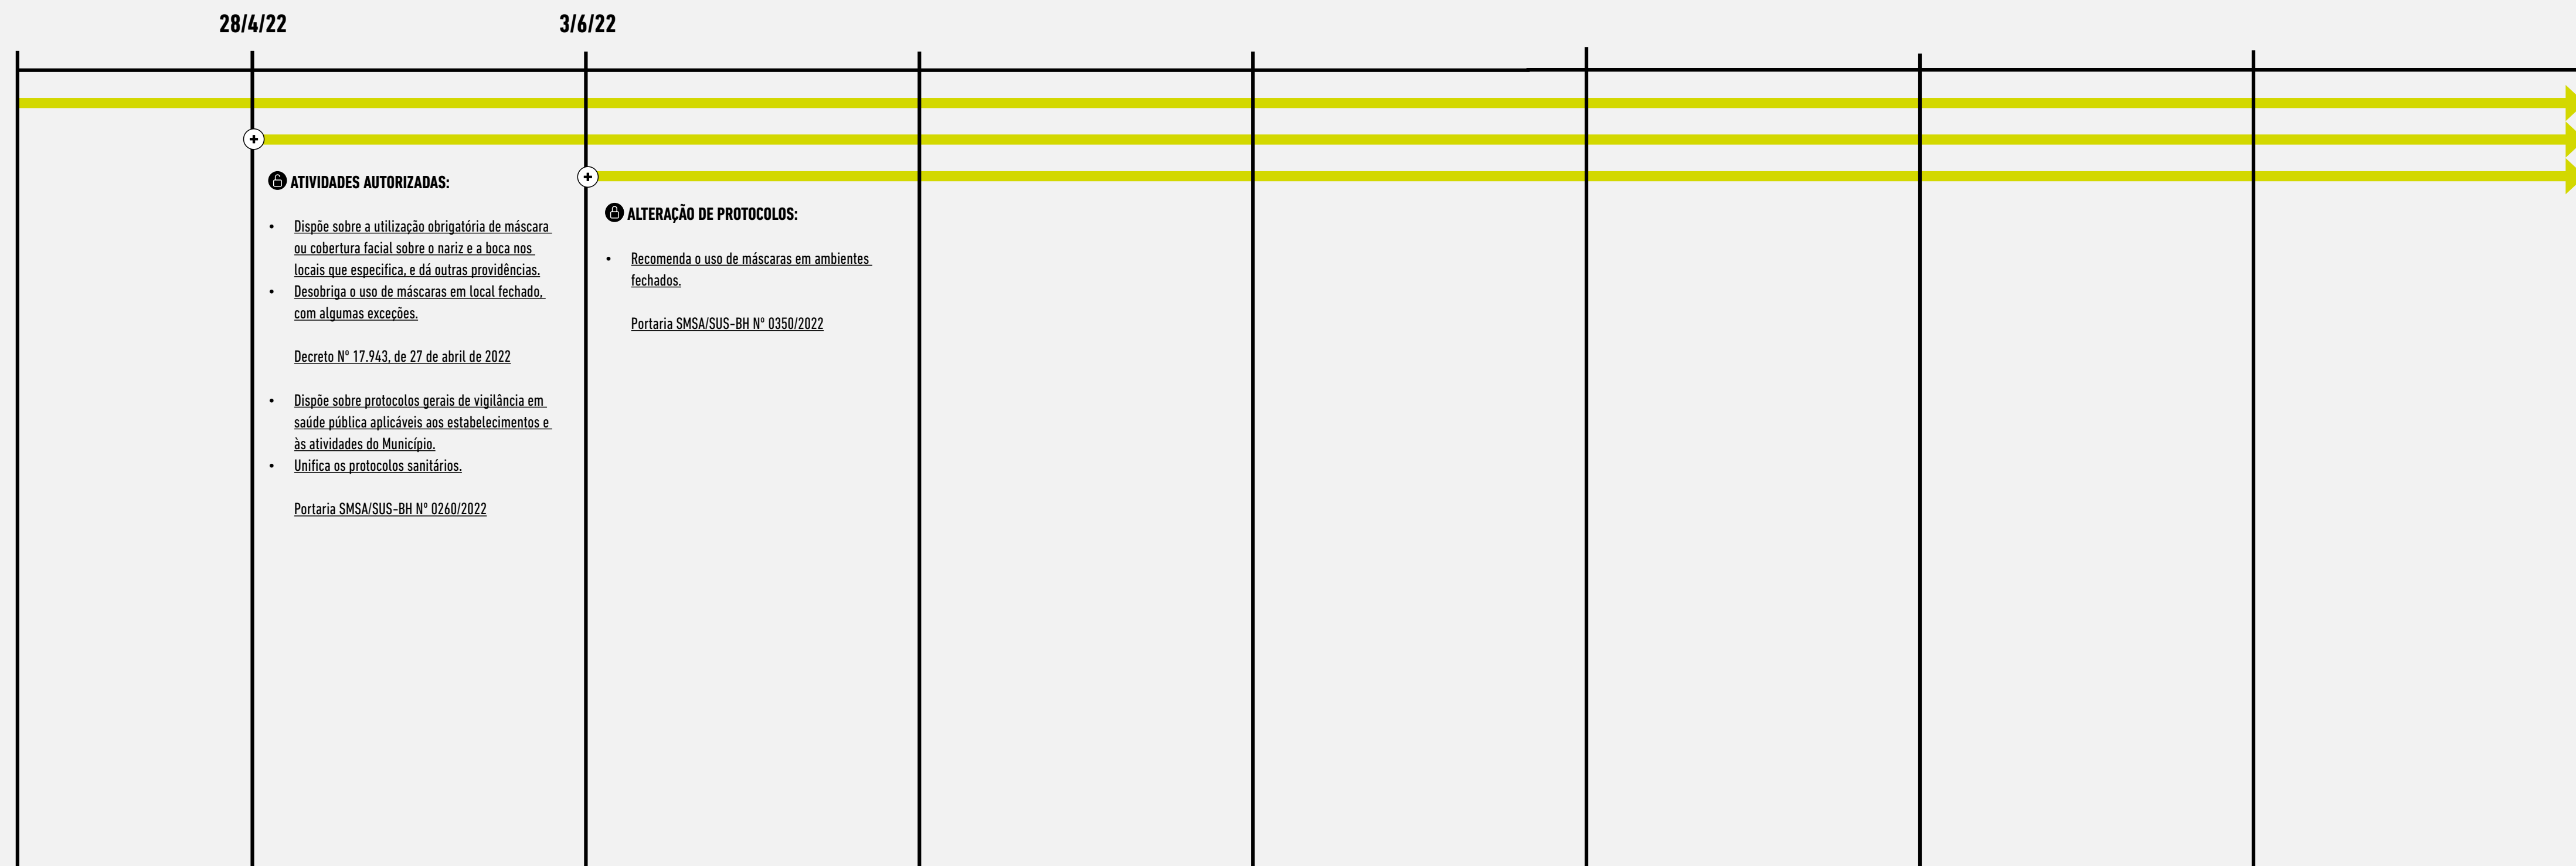 28/4/22
3/6/22
ATIVIDADES AUTORIZADAS:
• Dispõe sobre a utilização obrigatória de máscara
ou cobertura facial sobre o nariz e a boca nos
locais que especifica, e dá outras providências.
• Desobriga o uso de máscaras em local fechado,
com algumas exceções.
Decreto Nº 17.943, de 27 de abril de 2022
• Dispõe sobre protocolos gerais de vigilância em
saúde pública aplicáveis aos estabelecimentos e
às atividades do Município.
• Unifica os protocolos sanitários.
Portaria SMSA/SUS-BH Nº 0260/2022
ALTERAÇÃO DE PROTOCOLOS:
• Recomenda o uso de máscaras em ambientes
fechados.
Portaria SMSA/SUS-BH Nº 0350/2022